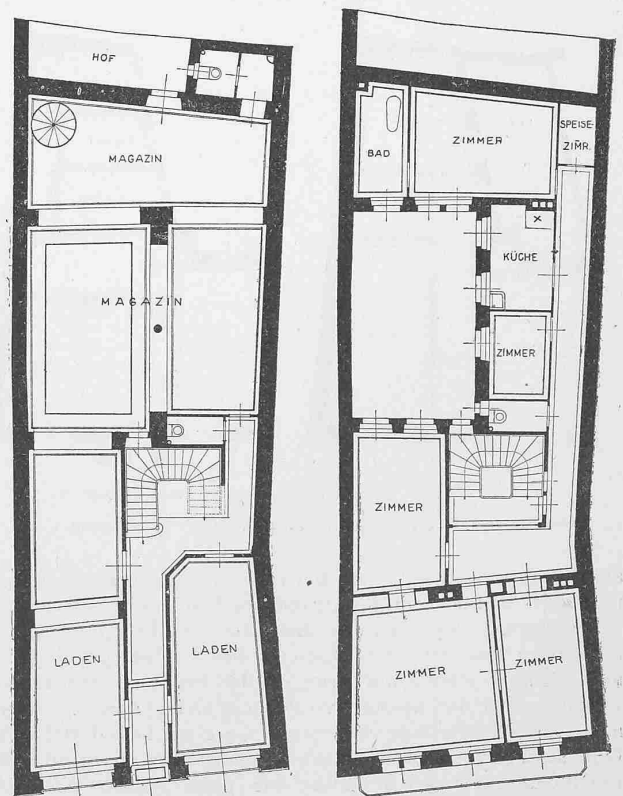 HOF
MAGAZIN
MAGAZIN
LADEN
LADEN
BAD
ZIMMER
SPEISE-
ZIMR.
KÜCHE
ZIMMER
ZIMMER
ZIMMER
ZIMMER